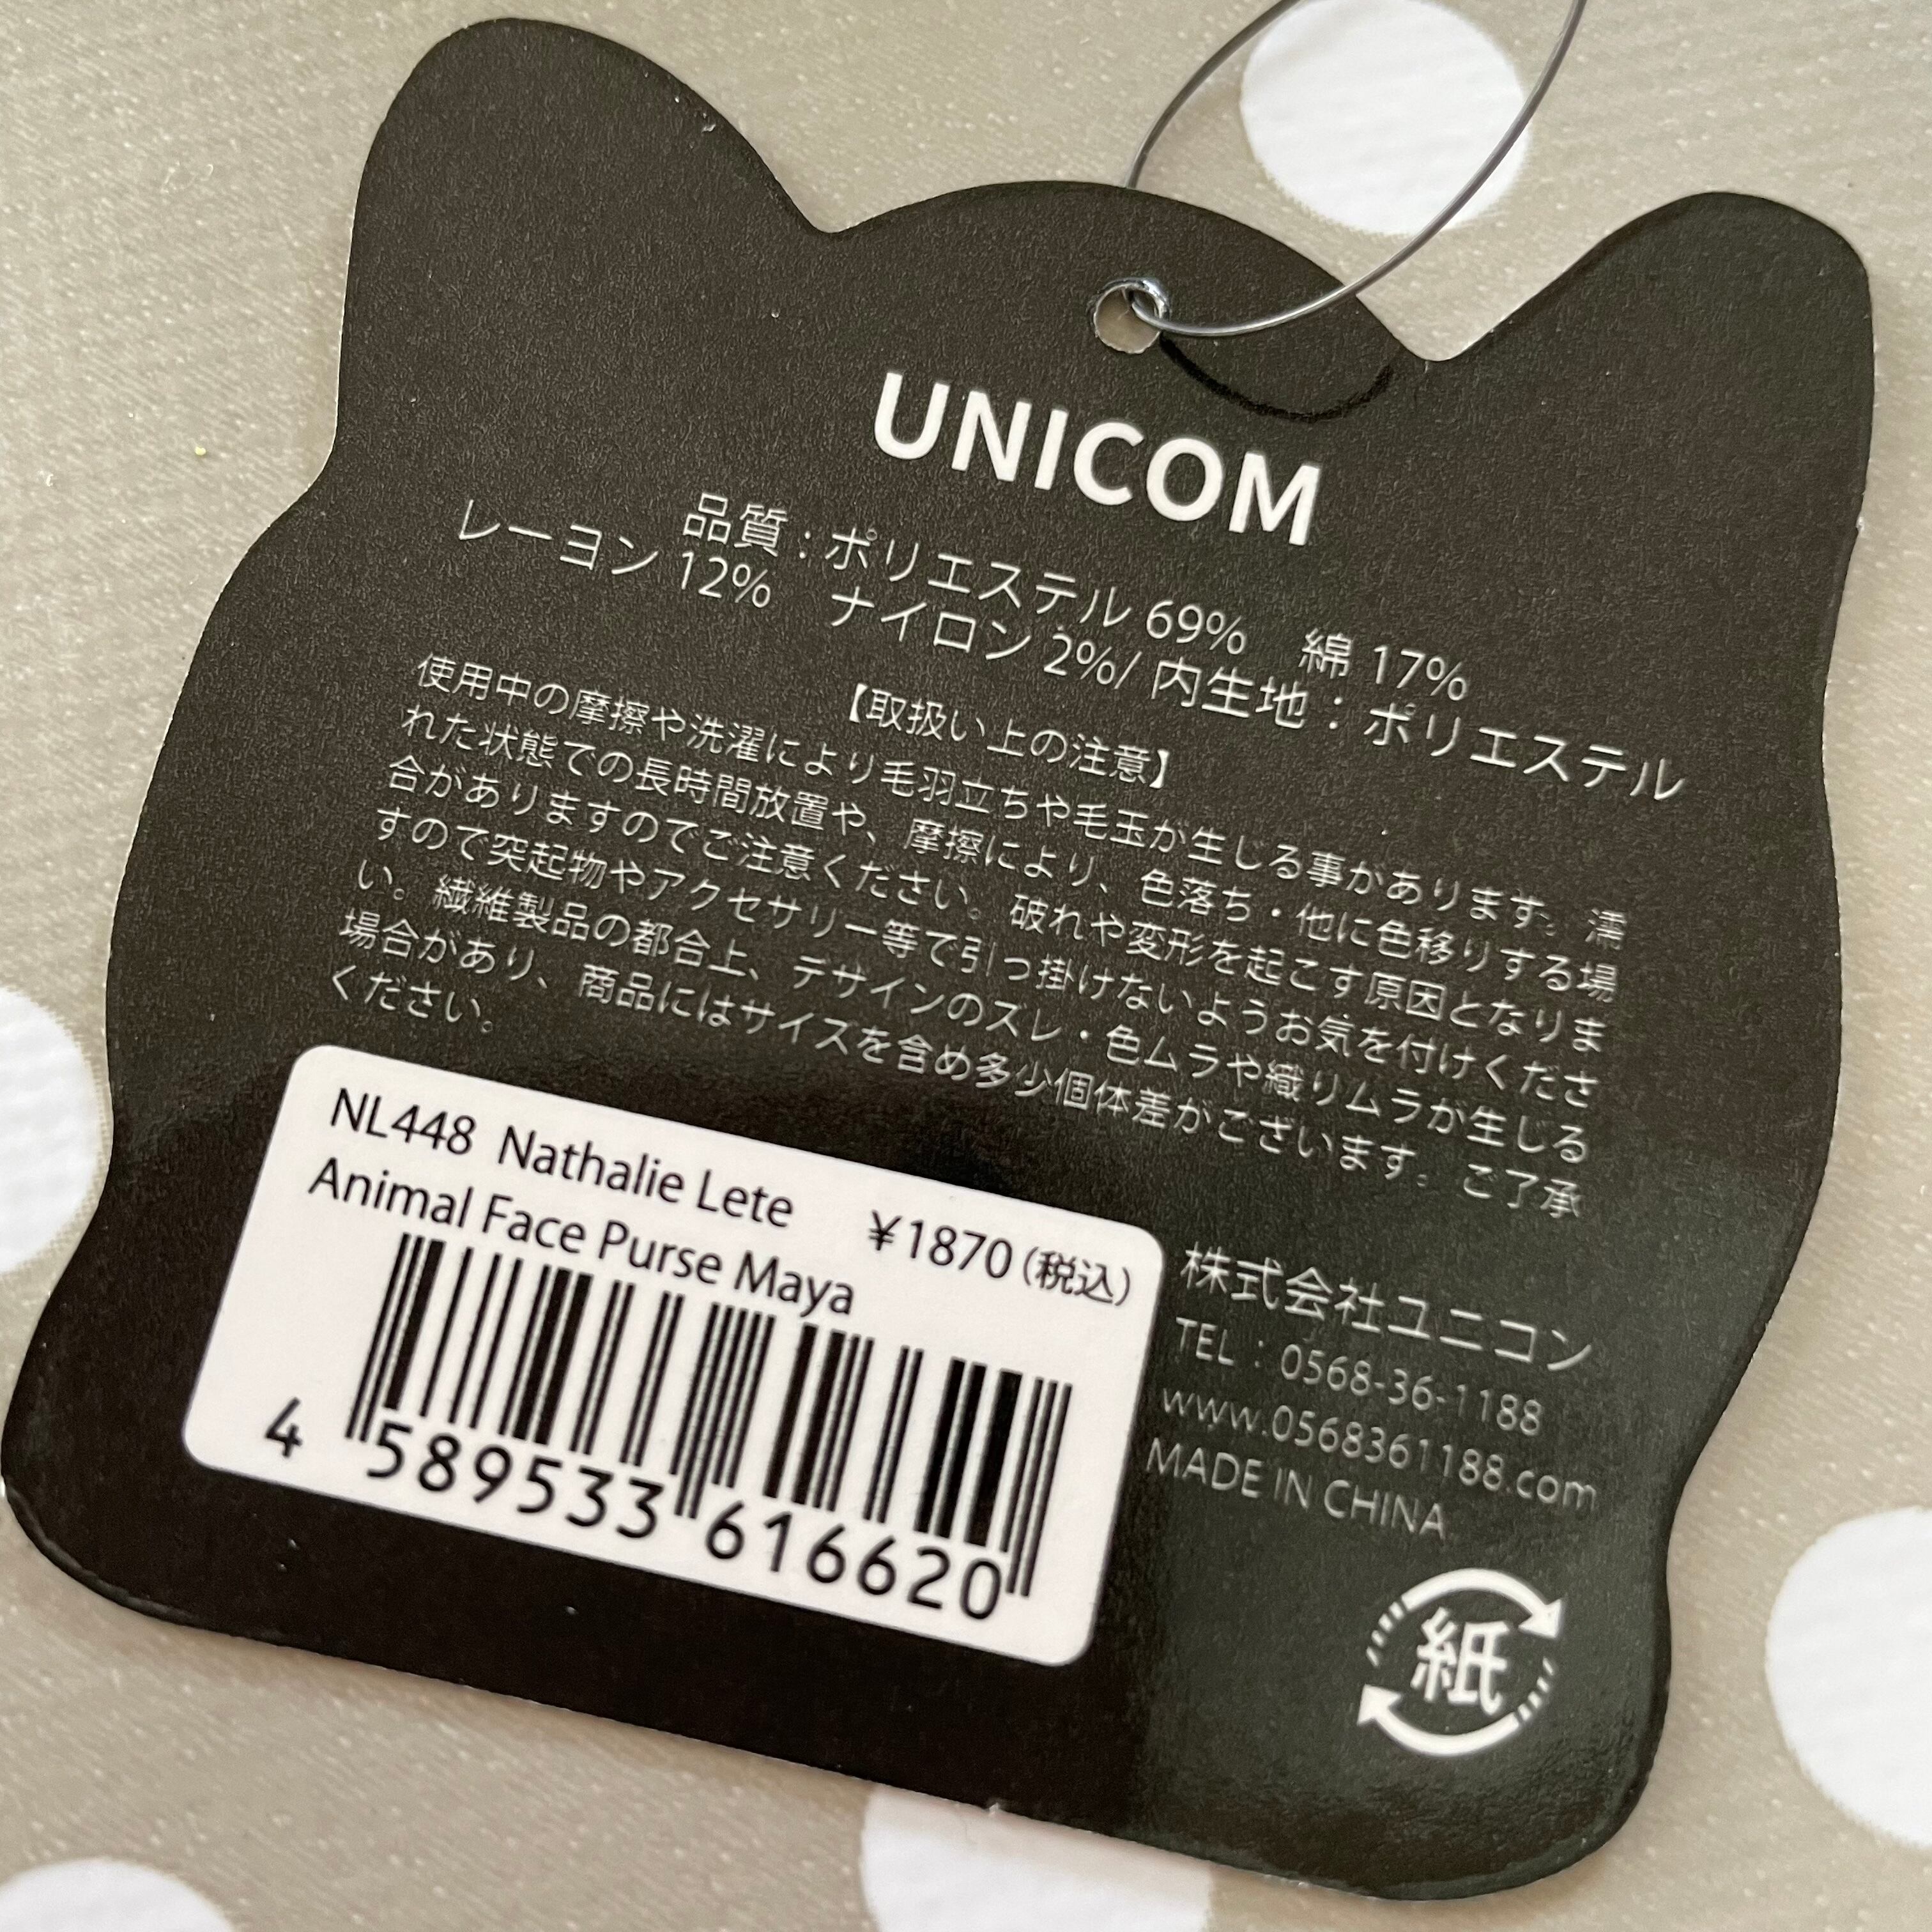 UNICOM
品質：ポリエステル 69%　綿 17%
レーヨン 12%　ナイロン 2%/ 内生地：ポリエステル
【取扱い上の注意】
使用中の摩擦や洗濯により毛羽立ちや毛玉が生じる事があります。濡
れた状態での長時間放置や、摩擦により、色落ち・他に色移りする場
合がありますのでご注意ください。破れや変形を起こす原因となりま
すので突起物やアクセサリー等で引っ掛けないようお気を付けくださ
い。繊維製品の都合上、デザインのズレ・色ムラや織りムラが生じる
場合があり、商品にはサイズを含め多少個体差がございます。ご了承
ください。
NL448 Nathalie Lete
Animal Face Purse Maya
¥1870（税込）
4 589533 616620
株式会社ユニコン
TEL：0568-36-1188
www.0568361188.com
MADE IN CHINA
紙